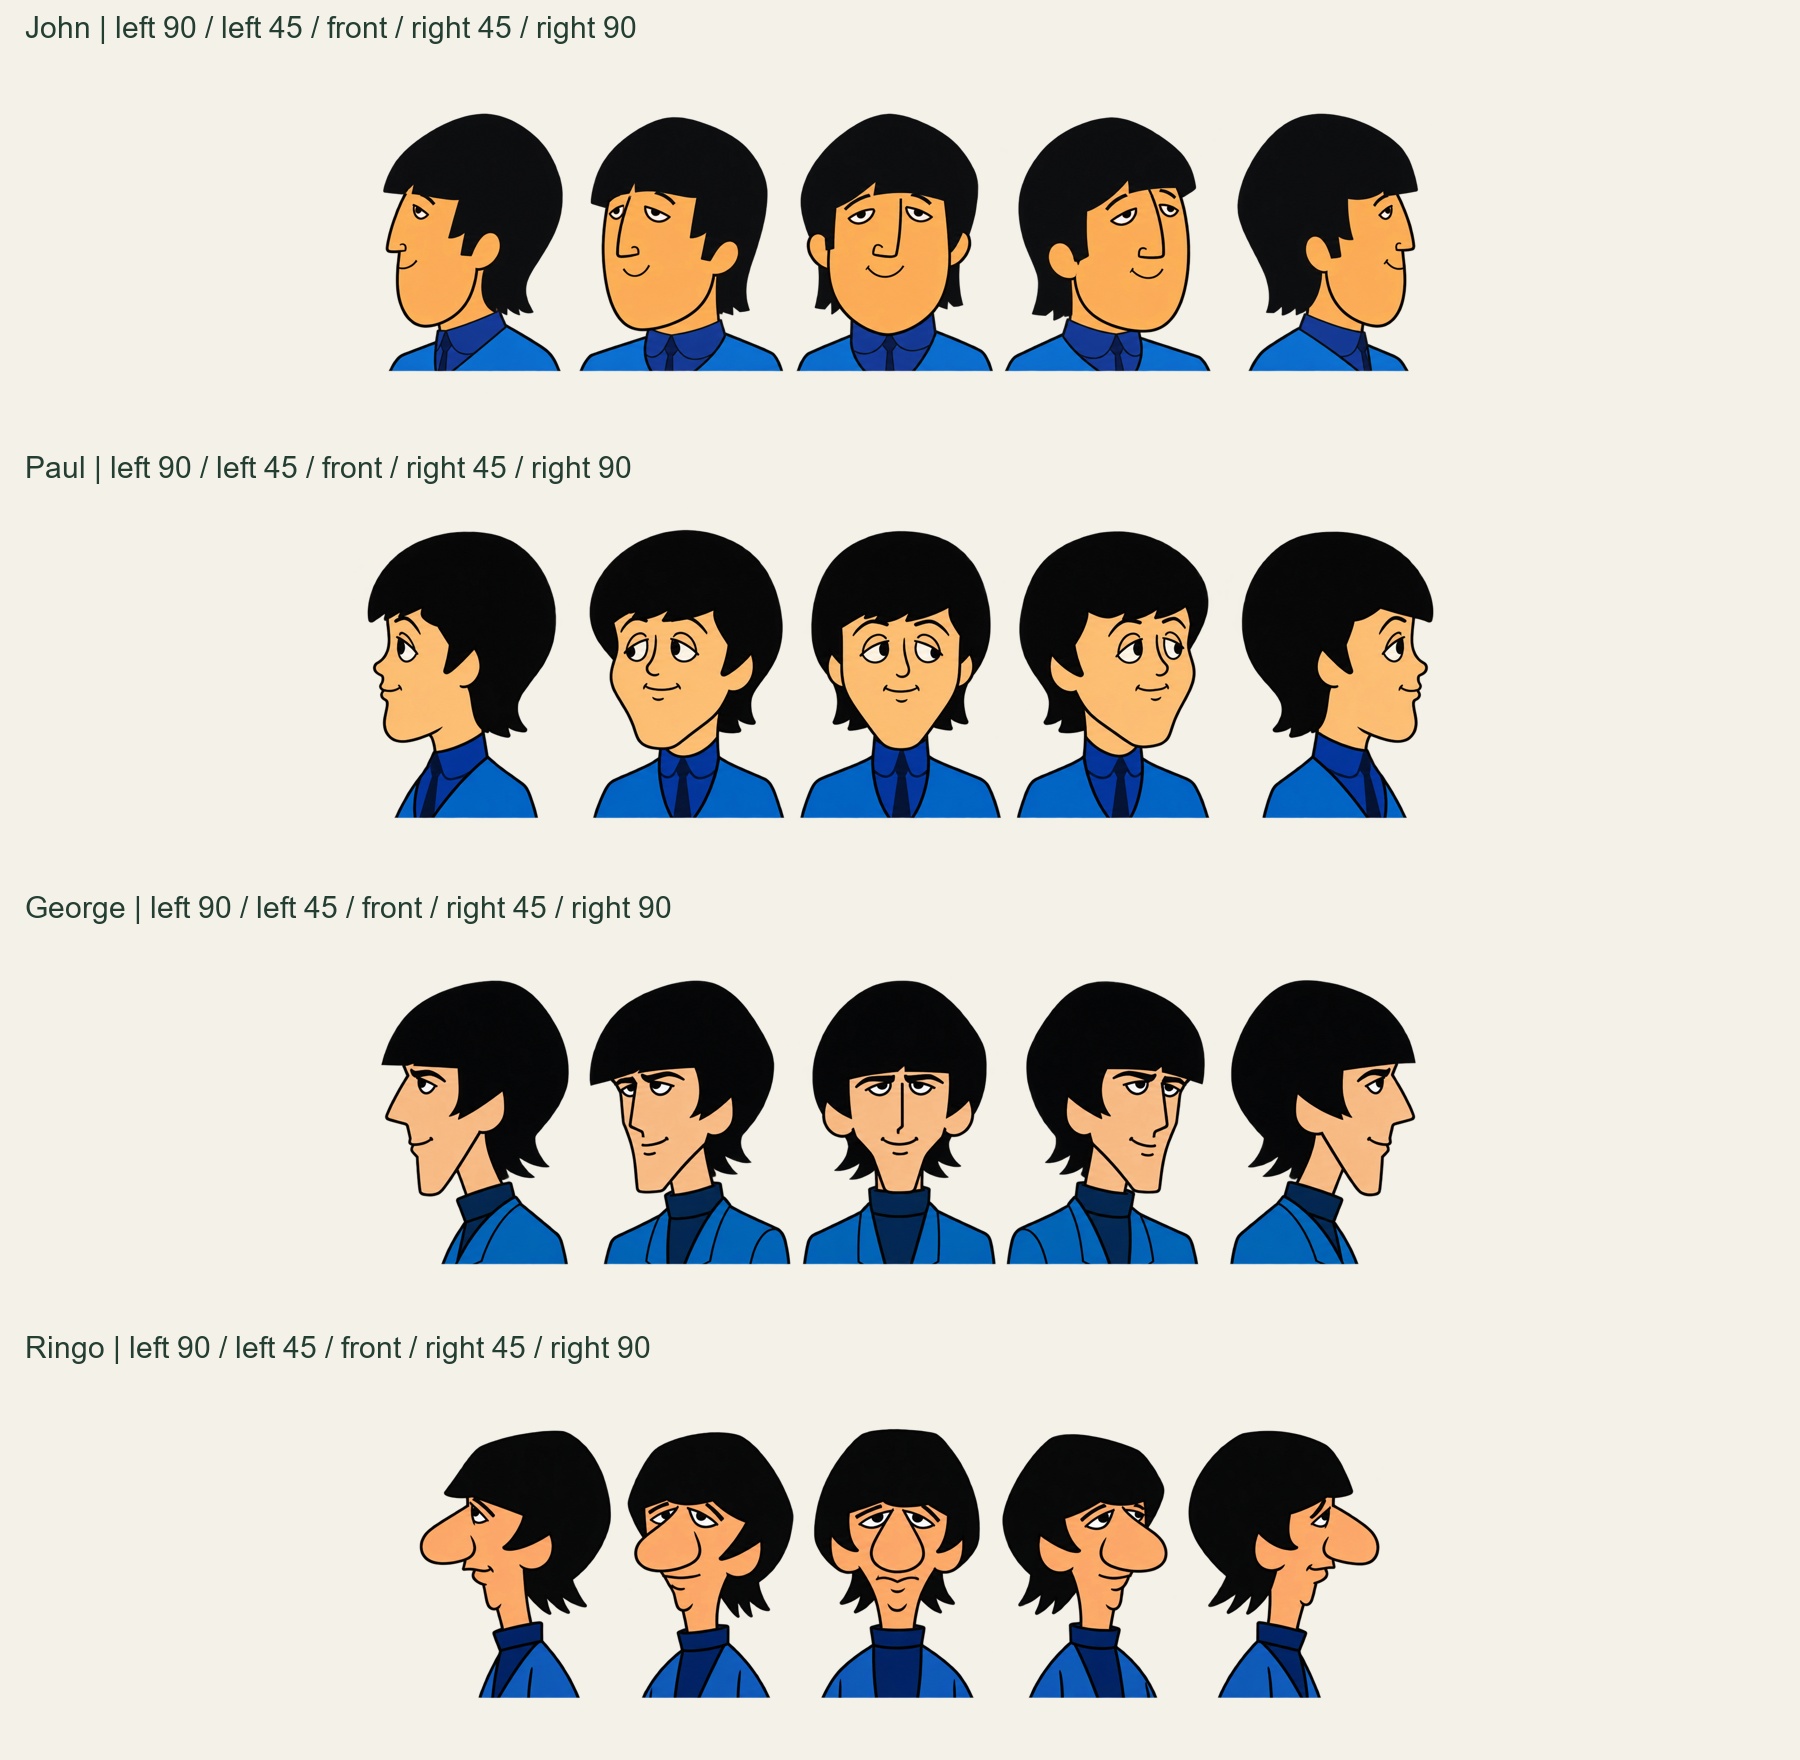 John | left 90 / left 45 / front / right 45 / right 90
Paul | left 90 / left 45 / front / right 45 / right 90
George | left 90 / left 45 / front / right 45 / right 90
Ringo | left 90 / left 45 / front / right 45 / right 90